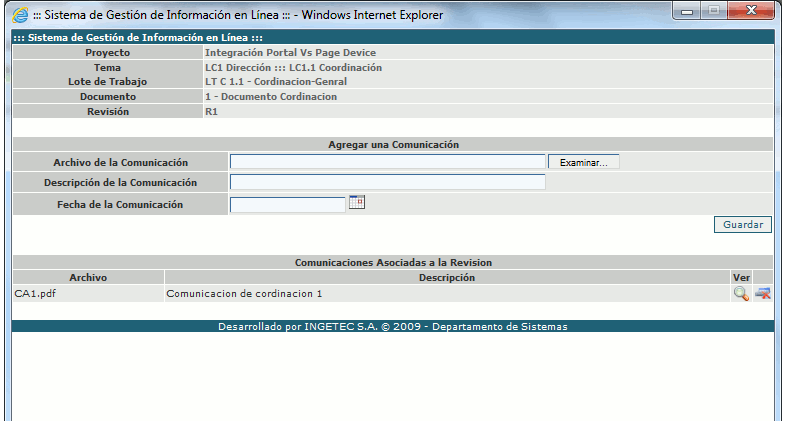 ::: Sistema de Gestión de Información en Línea ::: - Windows Internet Explorer
::: Sistema de Gestión de Información en Línea :::
Proyecto Integración Portal Vs Page Device
Tema LC1 Dirección ::: LC1.1 Coordinación
Lote de Trabajo LT C 1.1 - Cordinacion-Genral
Documento 1 - Documento Cordinacion
Revisión R1
Agregar una Comunicación
Archivo de la Comunicación Examinar...
Descripción de la Comunicación
Fecha de la Comunicación
Guardar
Comunicaciones Asociadas a la Revision
Archivo Descripción Ver
CA1.pdf Comunicacion de cordinacion 1
Desarrollado por INGETEC S.A. © 2009 - Departamento de Sistemas